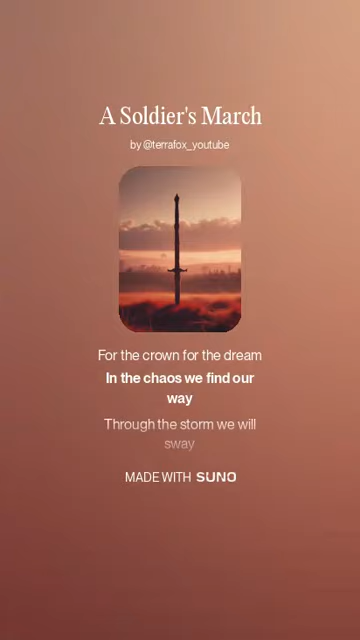 A Soldier's March
by @terrafox_youtube
For the crown for the dream
In the chaos we find our
way
Through the storm we will
sway
MADE WITH SUNO